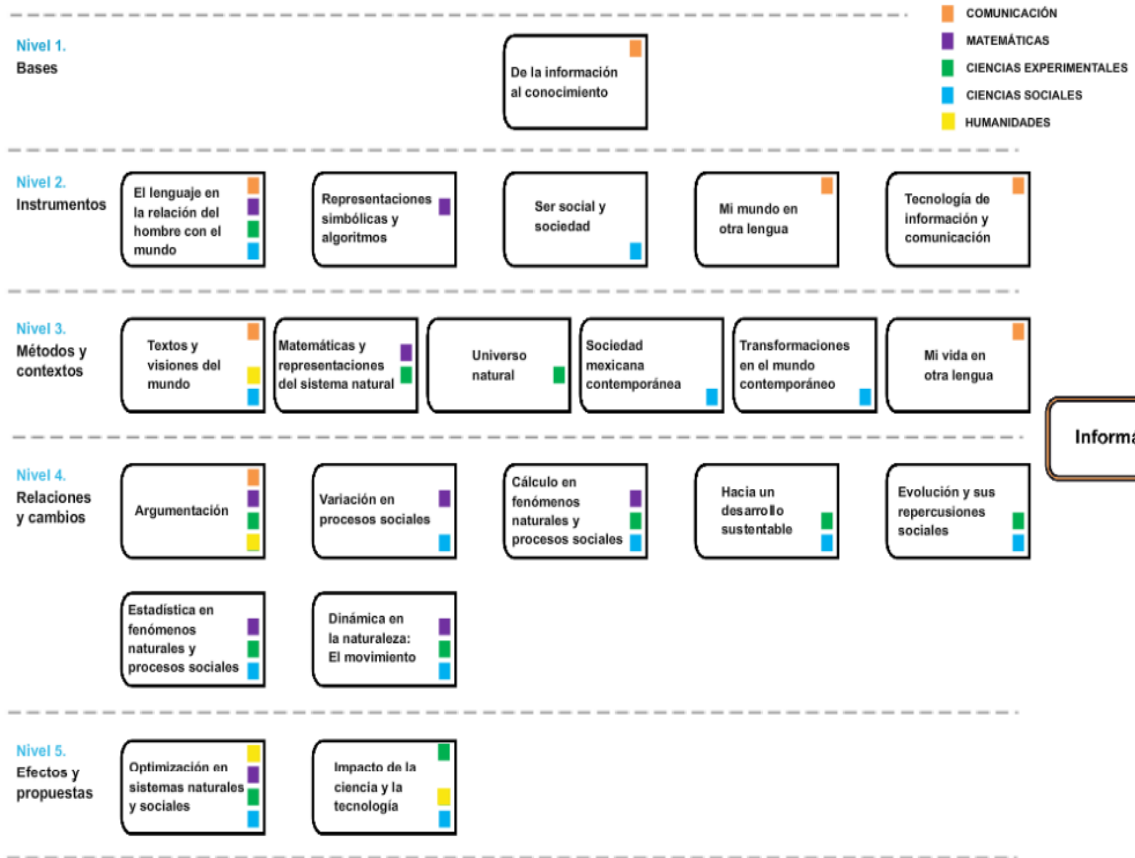 COMUNICACIÓN
MATEMÁTICAS
CIENCIAS EXPERIMENTALES
CIENCIAS SOCIALES
HUMANIDADES
Nivel 1.
Bases
De la información
al conocimiento
Nivel 2.
Instrumentos
El lenguaje en
la relación del
hombre con el
mundo
Representaciones
simbólicas y
algoritmos
Ser social y
sociedad
Mi mundo en
otra lengua
Tecnología de
información y
comunicación
Nivel 3.
Métodos y
contextos
Textos y
visiones del
mundo
Matemáticas y
representaciones
del sistema natural
Universo
natural
Sociedad
mexicana
contemporánea
Transformaciones
en el mundo
contemporáneo
Mi vida en
otra lengua
Informá
Nivel 4.
Relaciones
y cambios
Argumentación
Variación en
procesos sociales
Cálculo en
fenómenos
naturales y
procesos sociales
Hacia un
desarrollo
sustentable
Evolución y sus
repercusiones
sociales
Estadística en
fenómenos
naturales y
procesos sociales
Dinámica en
la naturaleza:
El movimiento
Nivel 5.
Efectos y
propuestas
Optimización en
sistemas naturales
y sociales
Impacto de la
ciencia y la
tecnología